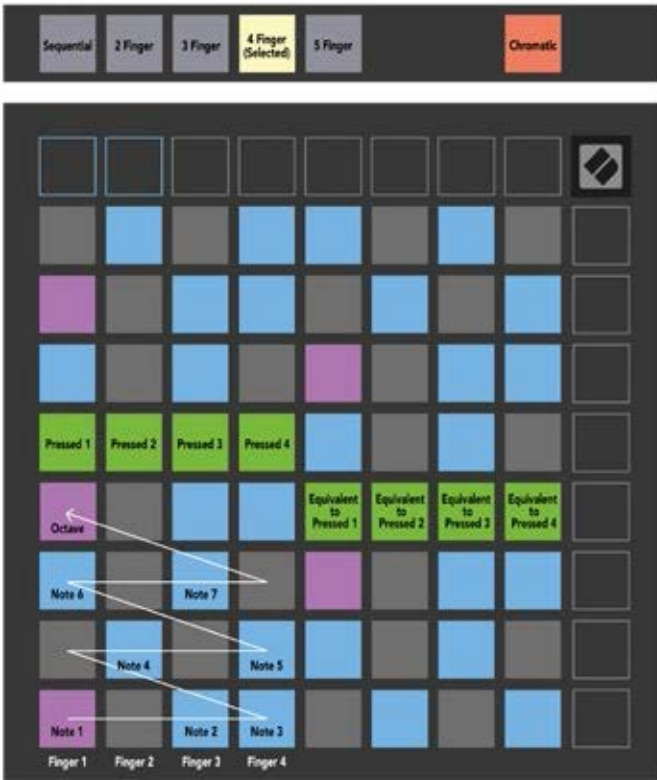 Sequential
2 Finger
3 Finger
4 Finger
(Selected)
5 Finger
Chromatic
Pressed 1
Pressed 2
Pressed 3
Pressed 4
Octave
Equivalent
to
Pressed 1
Equivalent
to
Pressed 2
Equivalent
to
Pressed 3
Equivalent
to
Pressed 4
Note 6
Note 7
Note 4
Note 5
Note 1
Note 2
Note 3
Finger 1
Finger 2
Finger 3
Finger 4